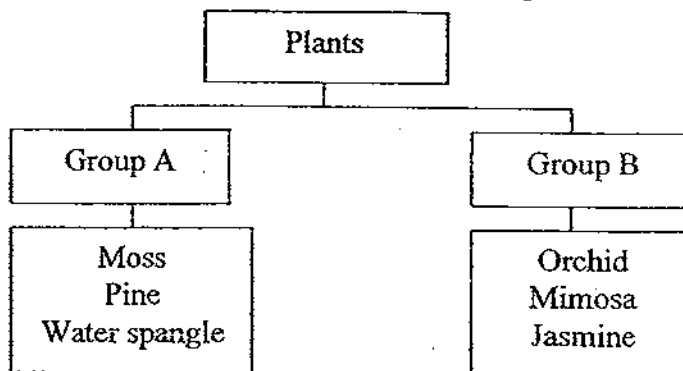 Plants
Group A
Group B
Moss
Pine
Water spangle
Orchid
Mimosa
Jasmine